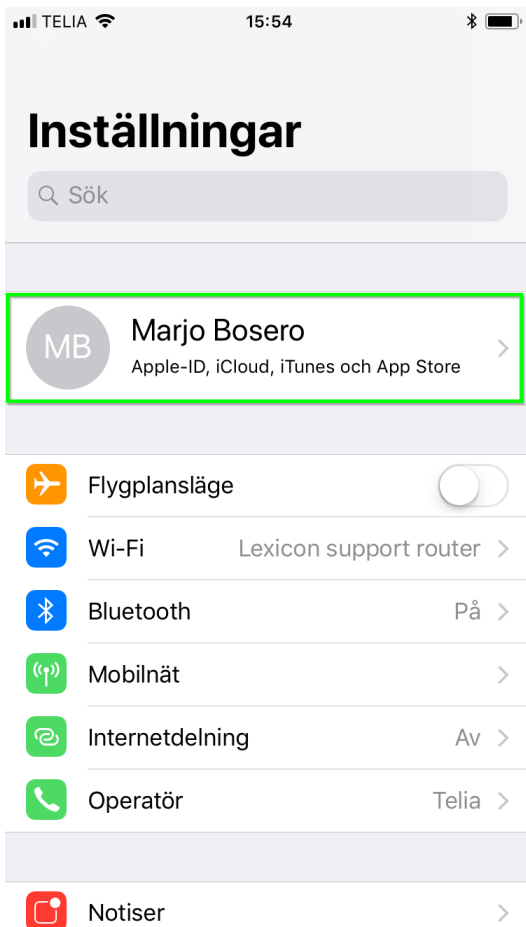 TELIA 15:54
Inställningar
Sök
MB
Marjo Bosero
Apple-ID, iCloud, iTunes och App Store
Flygplansläge
Wi-Fi Lexicon support router
Bluetooth På
Mobilnät
Internetdelning Av
Operatör Telia
Notiser